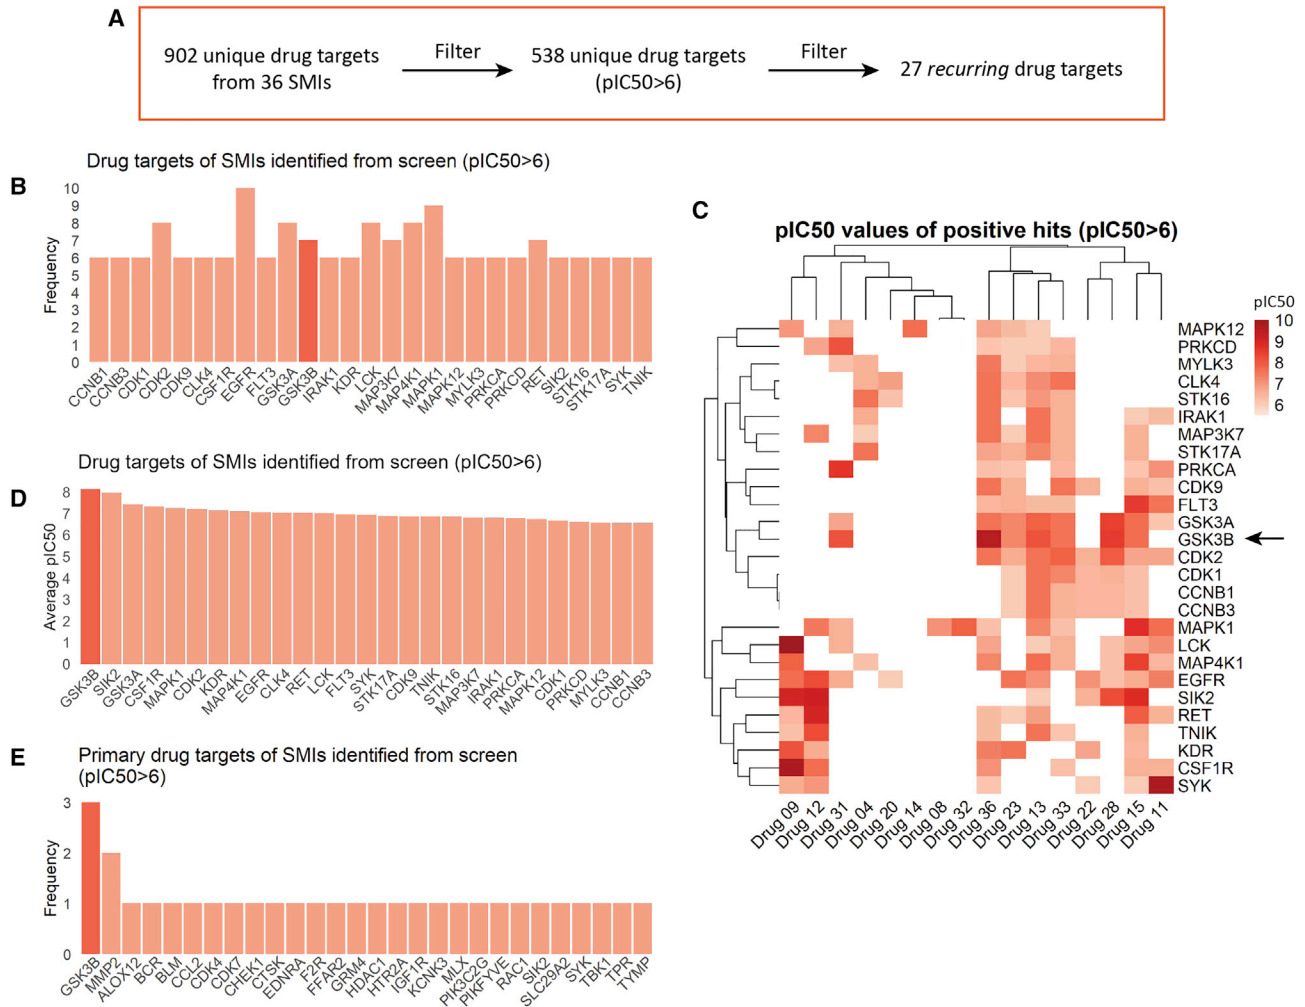 A
902 unique drug targets
from 36 SMIs
Filter
538 unique drug targets
(pIC50>6)
Filter
27 recurring drug targets
B
Drug targets of SMIs identified from screen (pIC50>6)
Frequency
10
9
8
7
6
5
4
3
2
1
0
CCNB1
CCNB3
CDK1
CDK2
CDK9
CLK4
CSF1R
EGFR
FLT3
GSK3A
GSK3B
IRAK1
KDR
LCK
MAP3K7
MAP4K1
MAPK1
MAPK12
MYLK3
PRKCA
PRKCD
RET
SIK2
STK16
STK17A
SYK
TNIK
C
pIC50 values of positive hits (pIC50>6)
pIC50
10
9
8
7
6
MAPK12
PRKCD
MYLK3
CLK4
STK16
IRAK1
MAP3K7
STK17A
PRKCA
CDK9
FLT3
GSK3A
GSK3B
CDK2
CDK1
CCNB1
CCNB3
MAPK1
LCK
MAP4K1
EGFR
SIK2
RET
TNIK
KDR
CSF1R
SYK
Drug 09
Drug 12
Drug 31
Drug 04
Drug 20
Drug 14
Drug 08
Drug 32
Drug 36
Drug 23
Drug 13
Drug 33
Drug 22
Drug 28
Drug 15
Drug 11
D
Drug targets of SMIs identified from screen (pIC50>6)
Average pIC50
8
7
6
5
4
3
2
1
0
GSK3B
SIK2
GSK3A
CSF1R
MAPK1
CDK2
KDR
MAP4K1
EGFR
CLK4
RET
LCK
FLT3
SYK
STK17A
CDK9
TNIK
STK16
MAP3K7
IRAK1
PRKCA
MAPK12
CDK1
PRKCD
MYLK3
CCNB1
CCNB3
E
Primary drug targets of SMIs identified from screen
(pIC50>6)
Frequency
3
2
1
0
GSK3B
MMP2
ALOX12
BCR
BLM
CCL2
CDK4
CDK7
CHEK1
CTSK
EDNRA
F2R
FFAR2
GRM4
HDAC1
HTR2A
IGF1R
KCNK3
MLX
PIK3C2G
PIKFYVE
RAC1
SIK2
SLC29A2
SYK
TBK1
TPR
TYMP